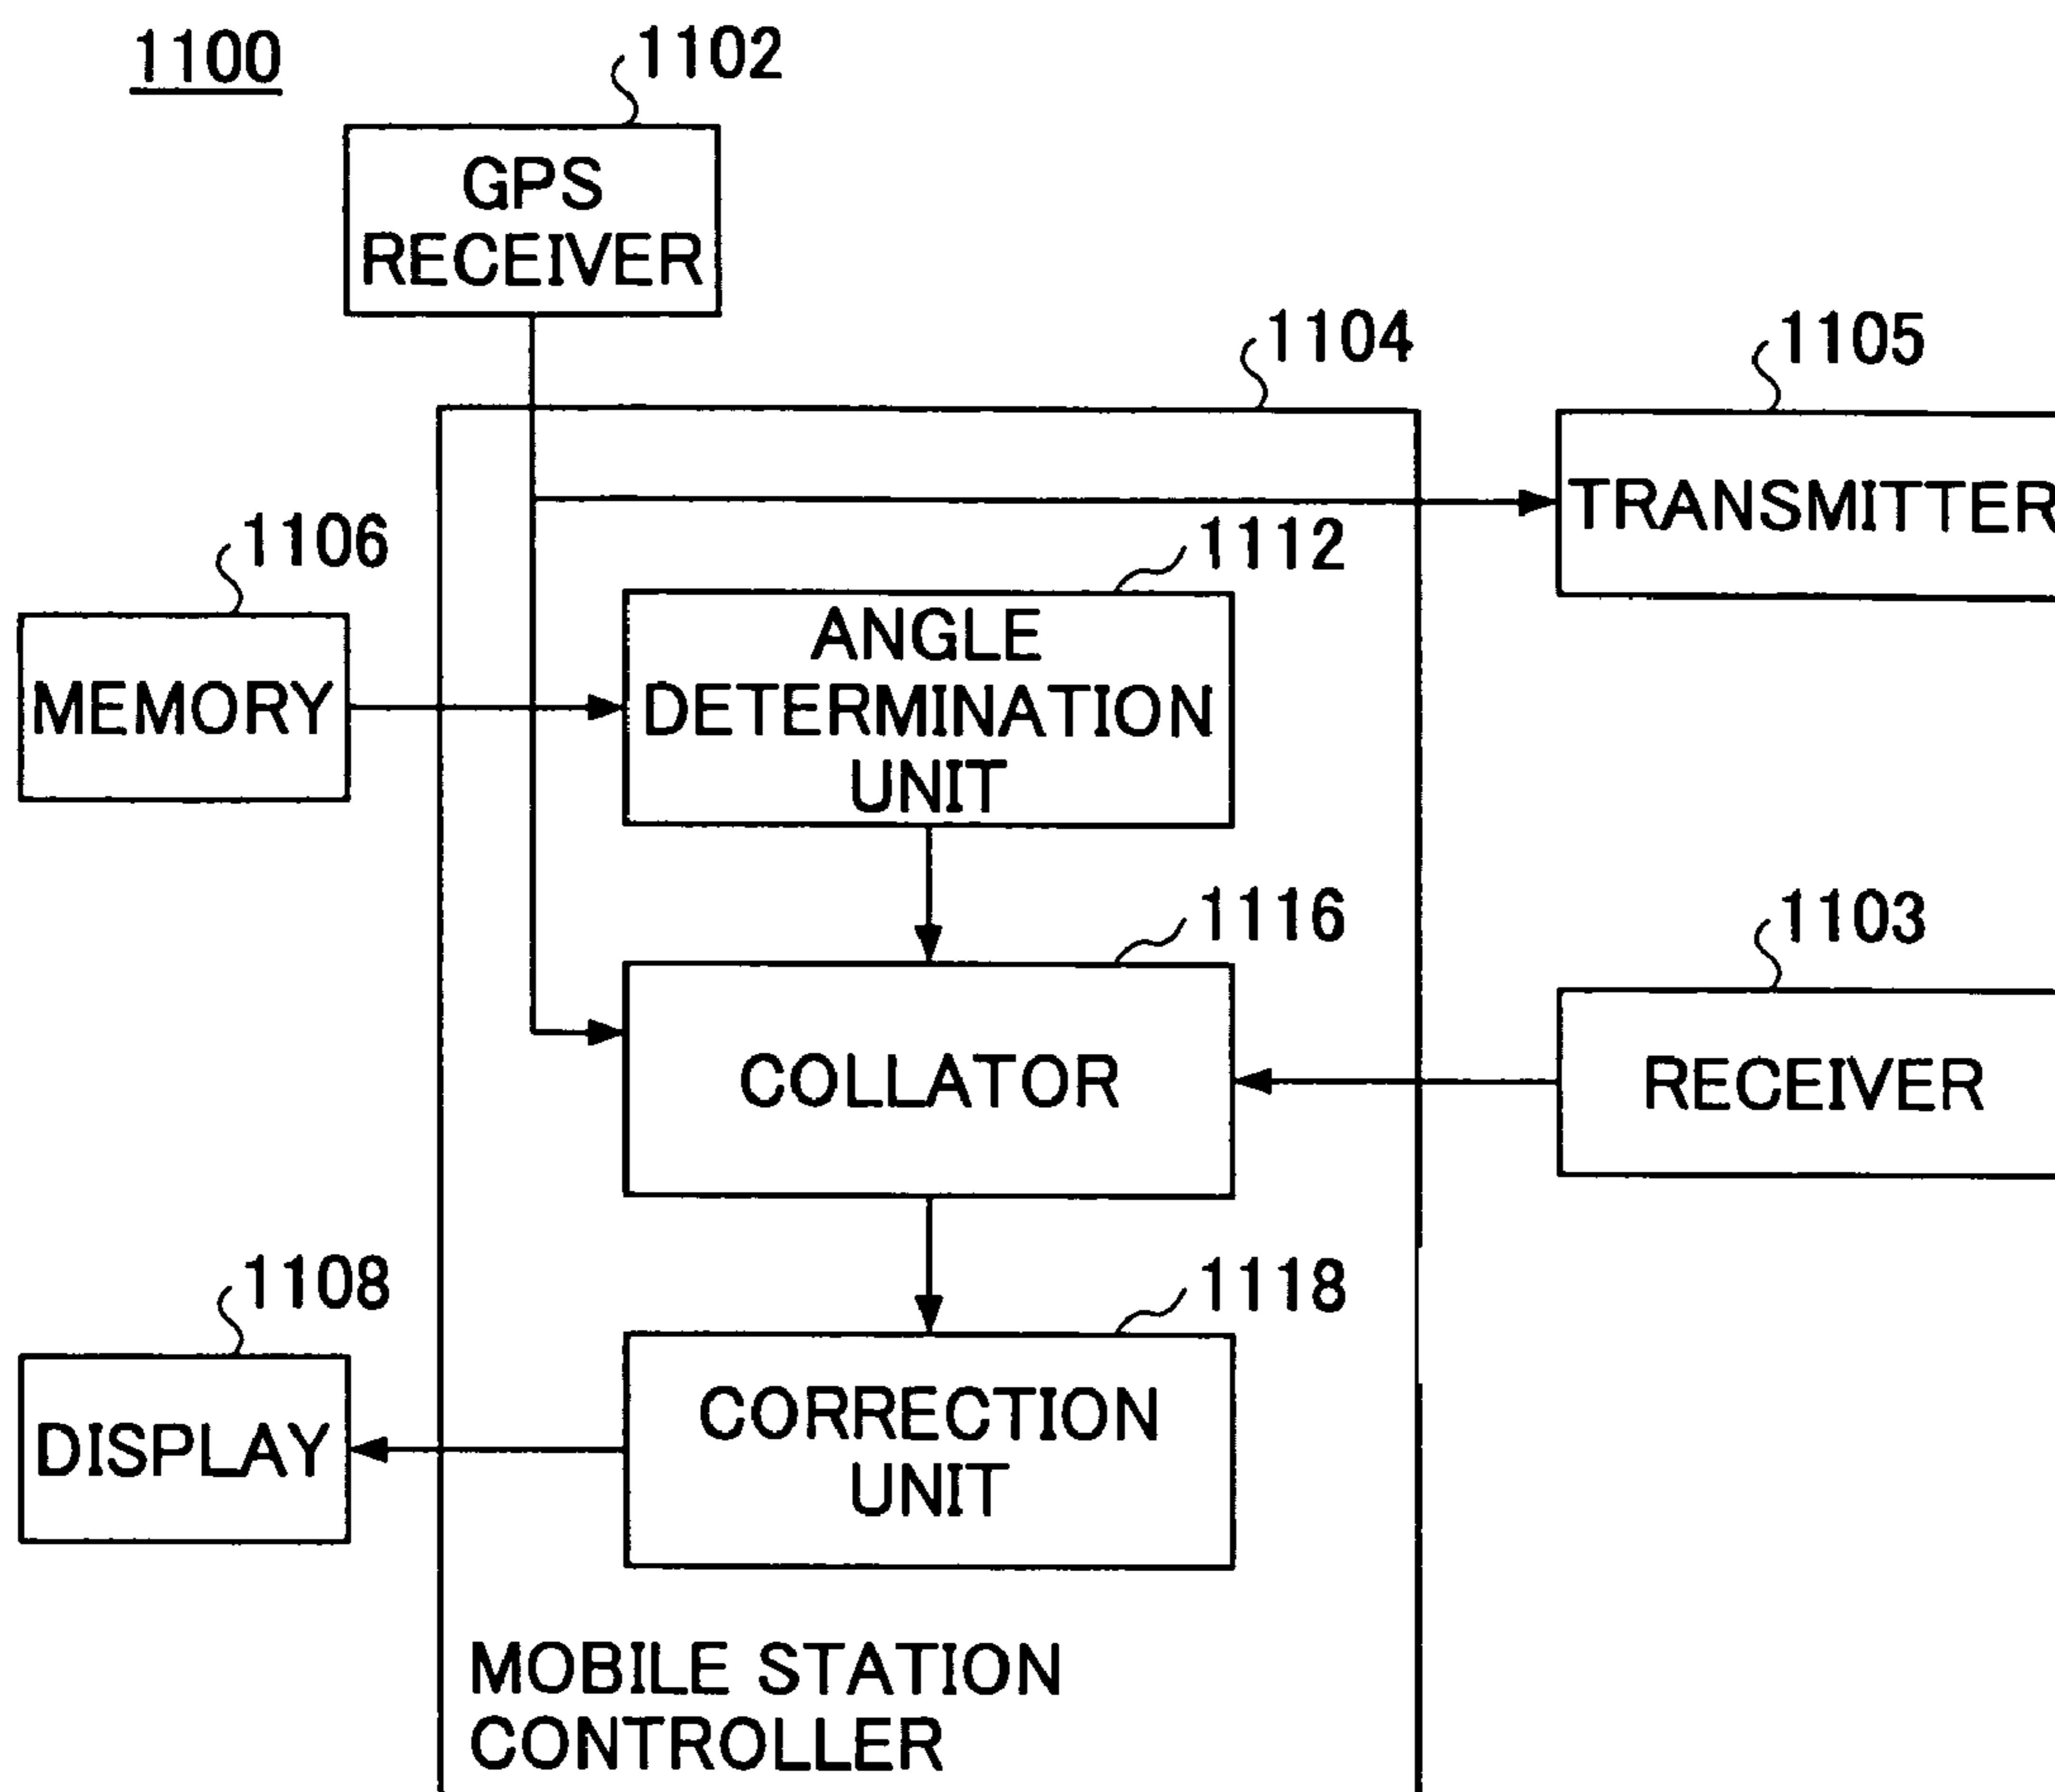 1100
1102
GPS
RECEIVER
1104
1105
TRANSMITTER
1106
MEMORY
1112
ANGLE
DETERMINATION
UNIT
1116
COLLATOR
1103
RECEIVER
1108
DISPLAY
1118
CORRECTION
UNIT
MOBILE STATION
CONTROLLER